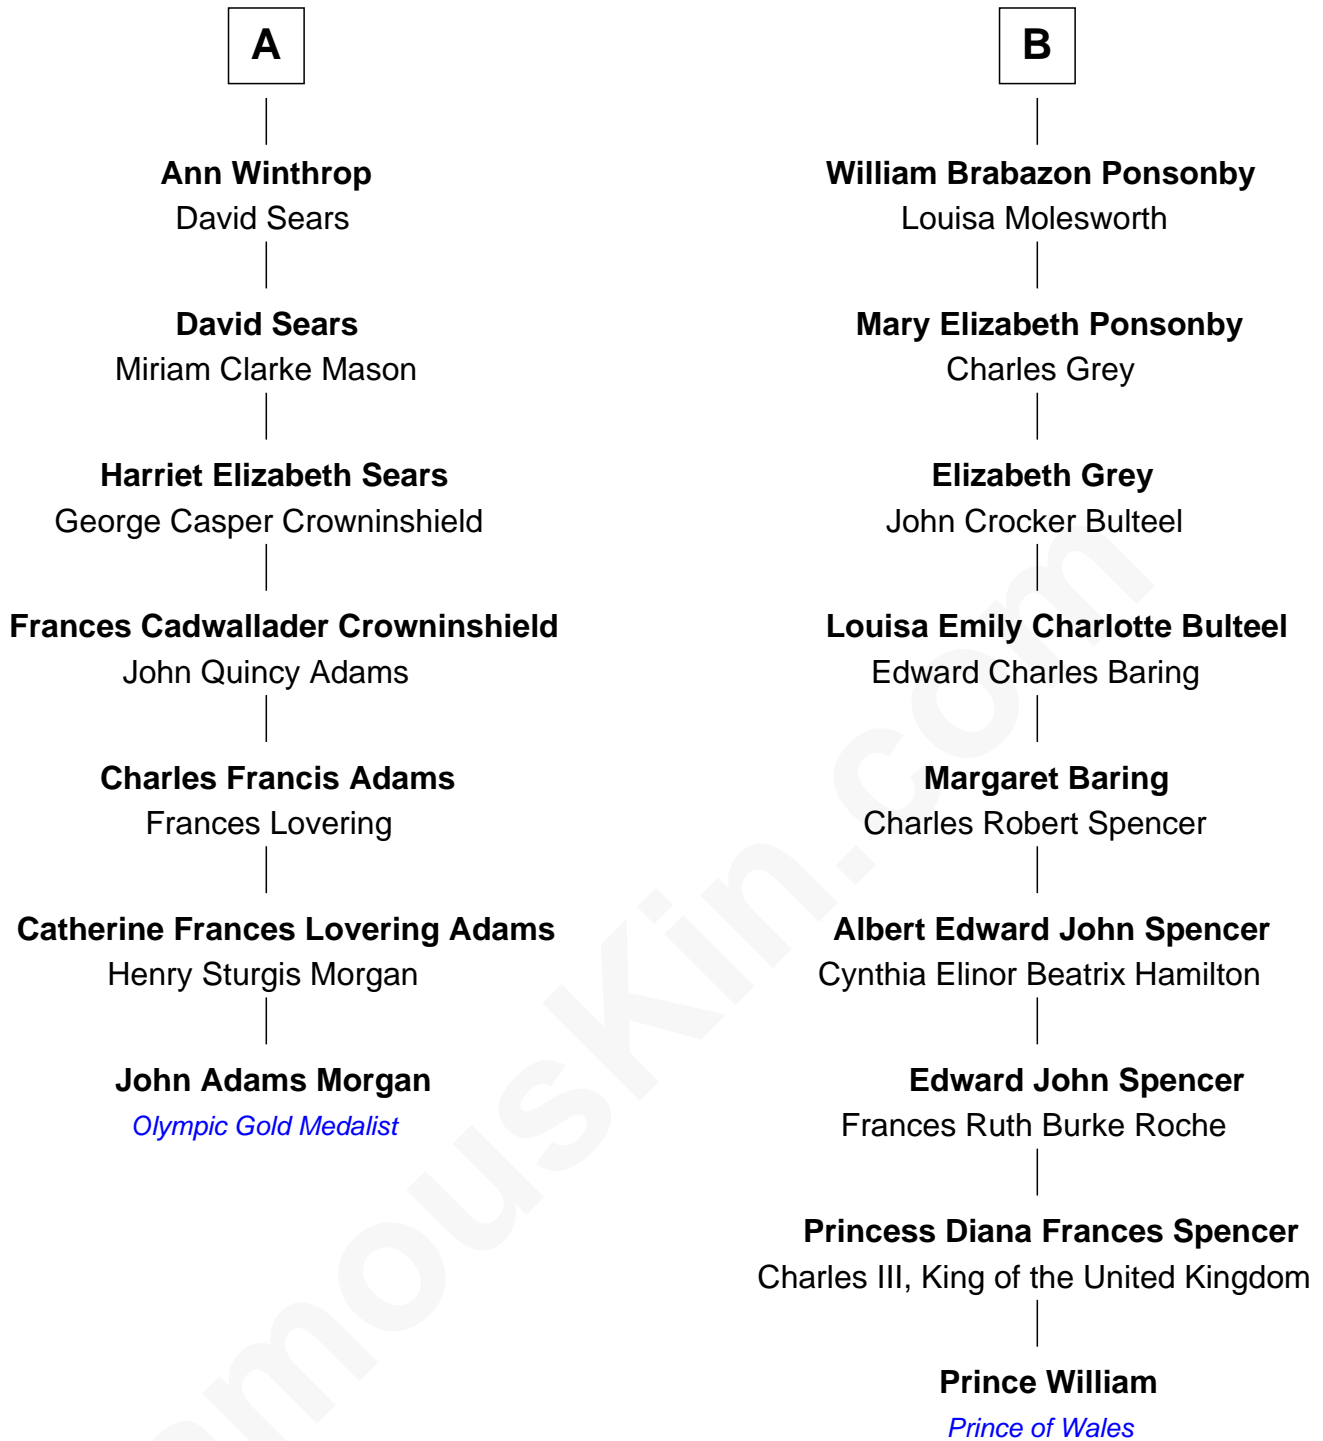 A
Ann Winthrop
David Sears
David Sears
Miriam Clarke Mason
Harriet Elizabeth Sears
George Casper Crowninshield
Frances Cadwallader Crowninshield
John Quincy Adams
Charles Francis Adams
Frances Lovering
Catherine Frances Lovering Adams
Henry Sturgis Morgan
John Adams Morgan
Olympic Gold Medalist
B
William Brabazon Ponsonby
Louisa Molesworth
Mary Elizabeth Ponsonby
Charles Grey
Elizabeth Grey
John Crocker Bulteel
Louisa Emily Charlotte Bulteel
Edward Charles Baring
Margaret Baring
Charles Robert Spencer
Albert Edward John Spencer
Cynthia Elinor Beatrix Hamilton
Edward John Spencer
Frances Ruth Burke Roche
Princess Diana Frances Spencer
Charles III, King of the United Kingdom
Prince William
Prince of Wales
amousKin.com